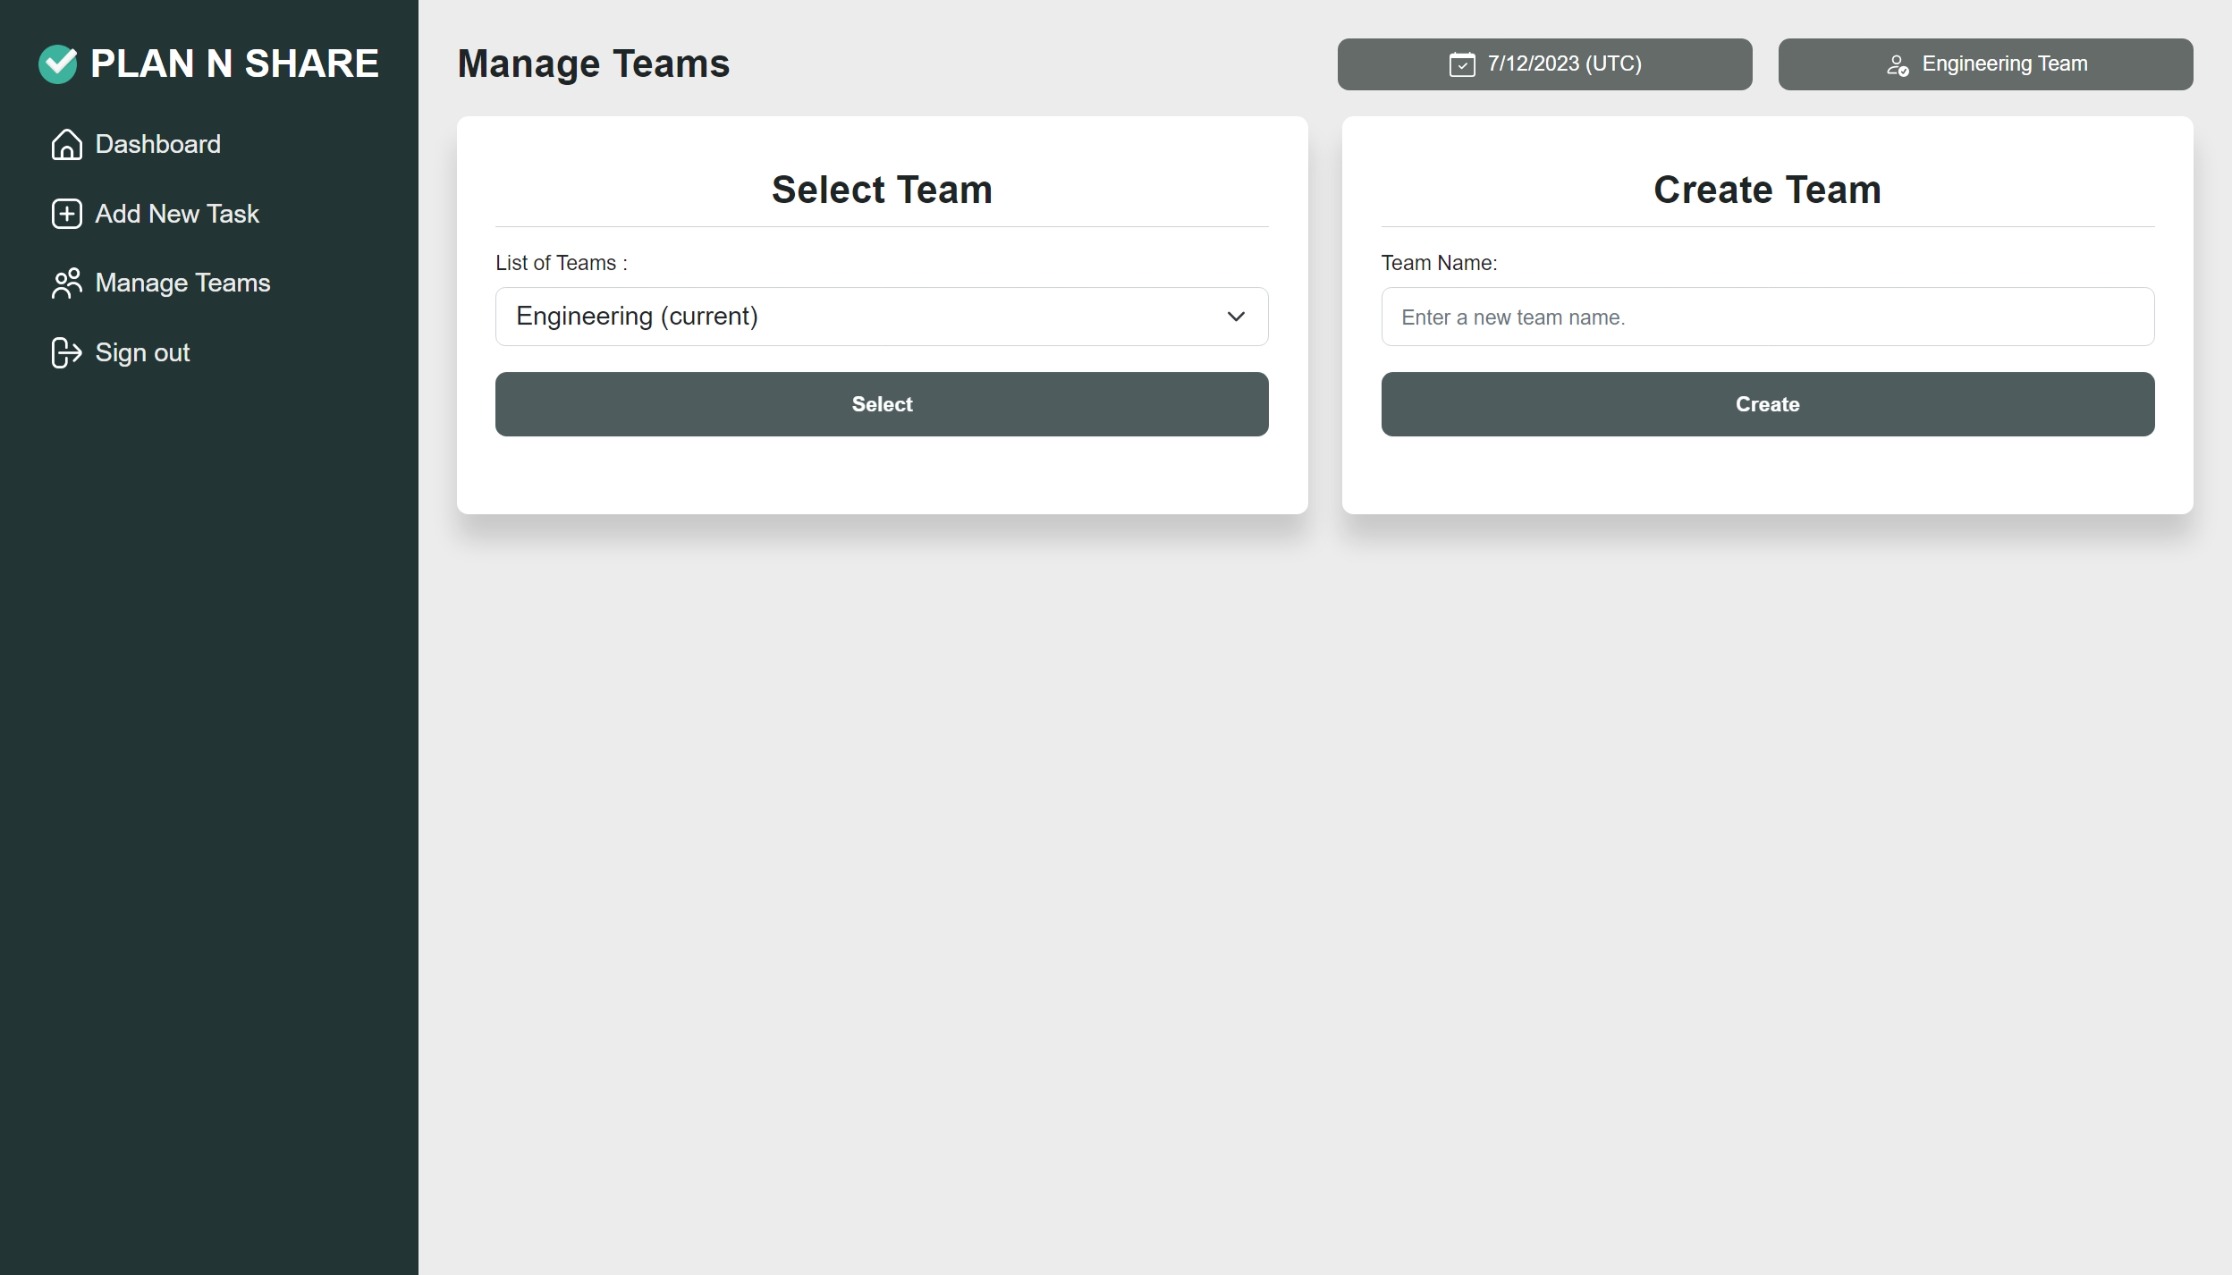 PLAN N SHARE
Dashboard
Add New Task
Manage Teams
Sign out
Manage Teams
7/12/2023 (UTC)
Engineering Team
Select Team
List of Teams :
Engineering (current)
Select
Create Team
Team Name:
Enter a new team name.
Create